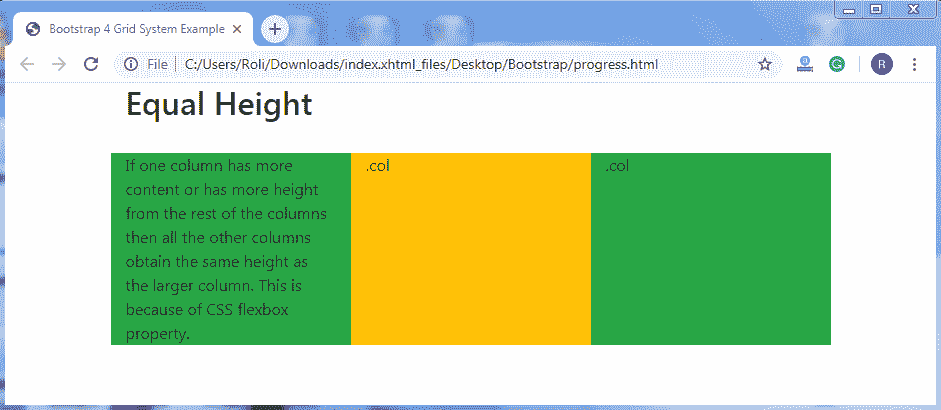 Bootstrap 4 Grid System Example
File
C:/Users/Roli/Downloads/index.xhtml_files/Desktop/Bootstrap/progress.html
R
Equal Height
If one column has more
content or has more height
from the rest of the columns
then all the other columns
obtain the same height as
the larger column. This is
because of CSS flexbox
property.
.col
.col